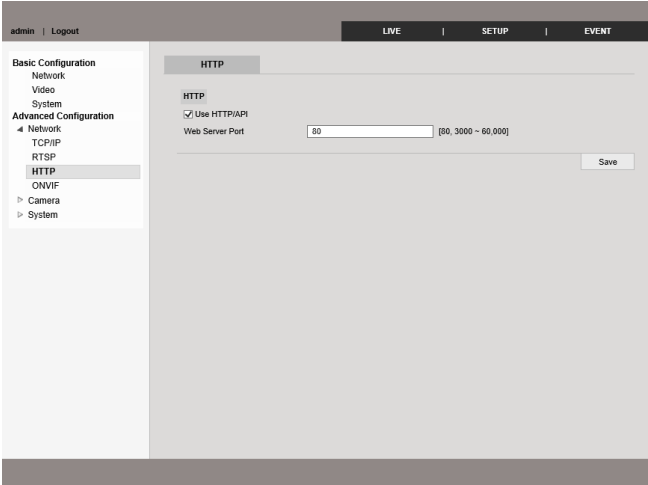 admin | Logout
LIVE | SETUP | EVENT
Basic Configuration
Network
Video
System
Advanced Configuration
Network
TCP/IP
RTSP
HTTP
ONVIF
Camera
System
HTTP
HTTP
Use HTTP/API
Web Server Port 80 [80, 3000 ~ 60,000]
Save